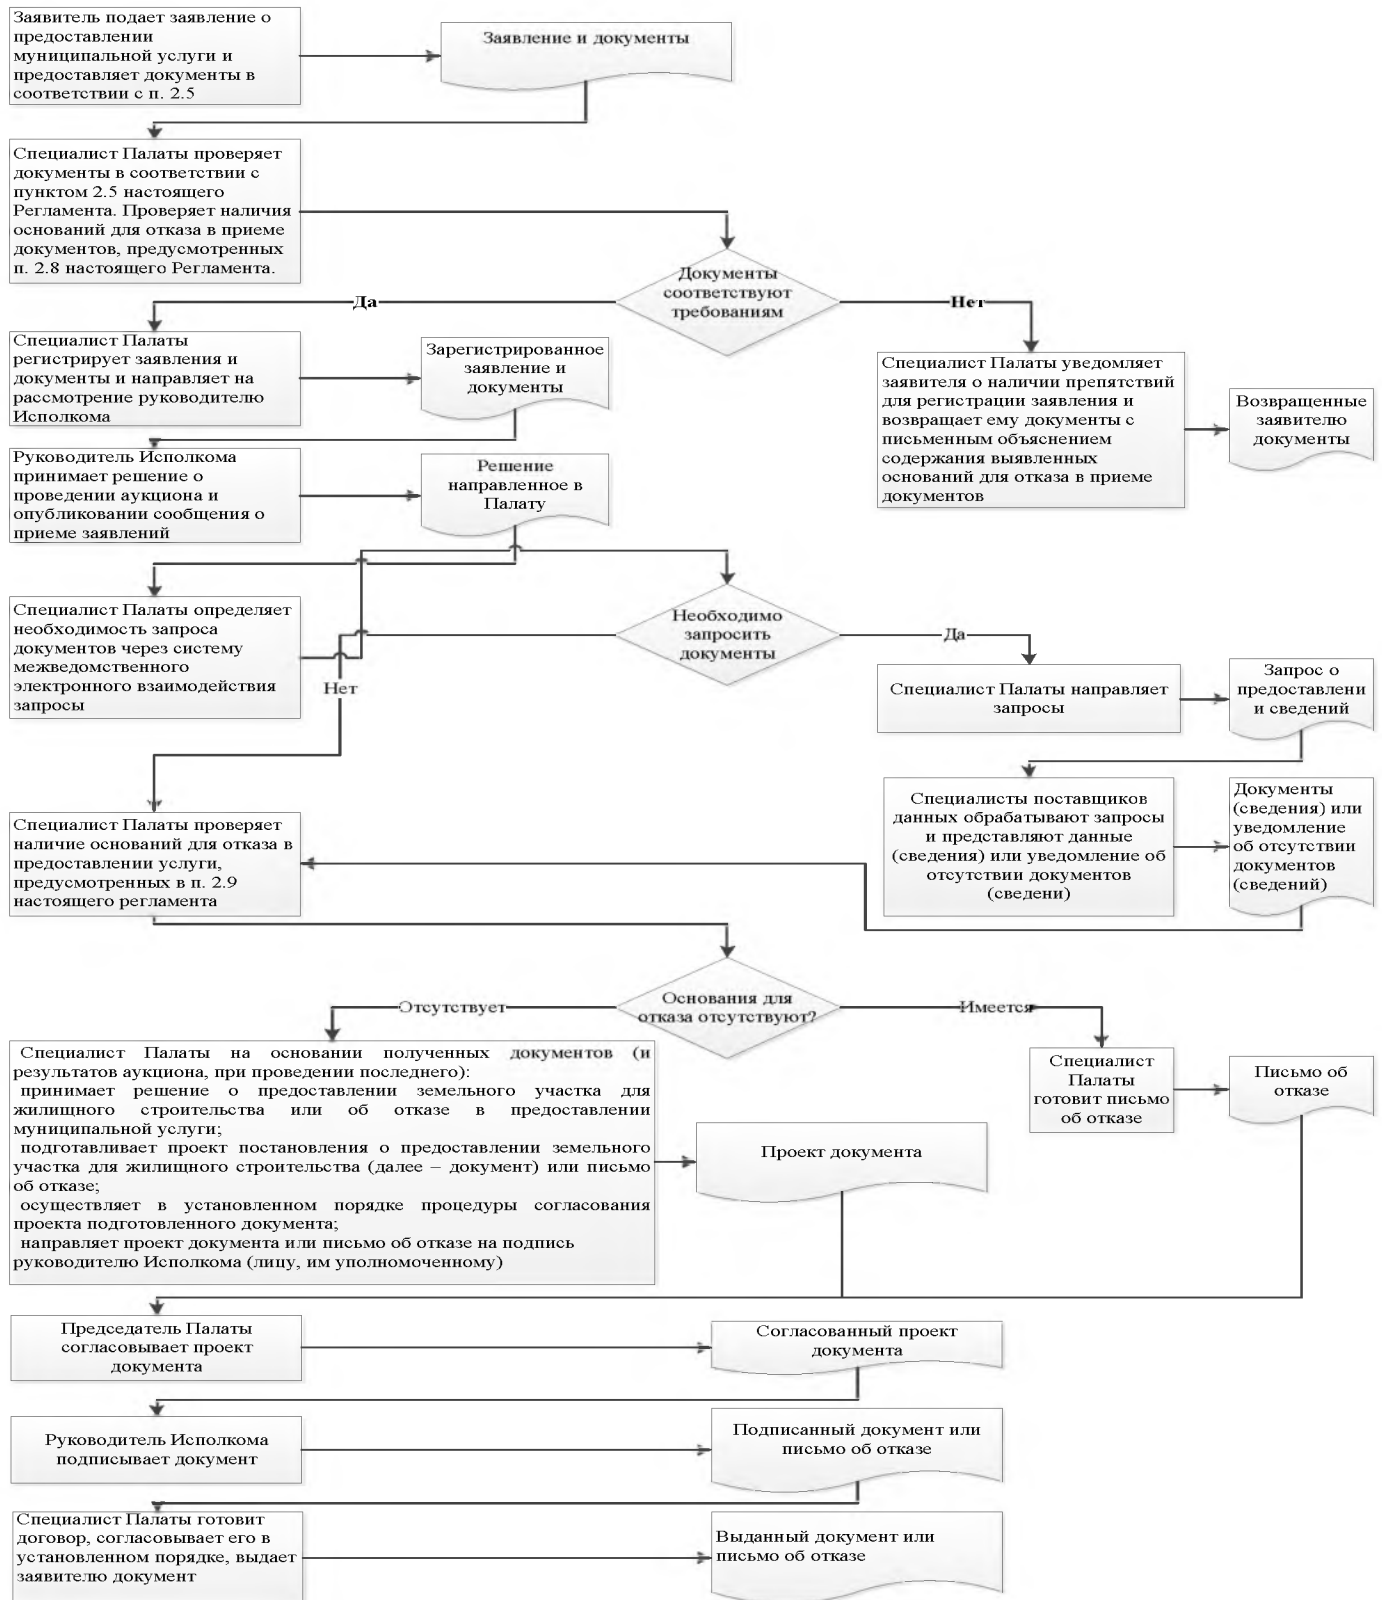 Заявитель подает заявление о
предоставлении
муниципальной услуги и
предоставляет документы в
соответствии с п. 2.5
Заявление и документы
Специалист Палаты проверяет
документы в соответствии с
пунктом 2.5 настоящего
Регламента. Проверяет наличия
оснований для отказа в приеме
документов, предусмотренных
п. 2.8 настоящего Регламента.
Документы
соответствуют
требованиям
Да
Нет
Специалист Палаты
регистрирует заявления и
документы и направляет на
рассмотрение руководителю
Исполкома
Зарегистрированное
заявление и
документы
Специалист Палаты уведомляет
заявителя о наличии препятствий
для регистрации заявления и
возвращает ему документы с
письменным объяснением
содержания выявленных
оснований для отказа в приеме
документов
Возвращенные
заявителю
документы
Руководитель Исполкома
принимает решение о
проведении аукциона и
опубликовании сообщения о
приеме заявлений
Решение
направленное в
Палату
Специалист Палаты определяет
необходимость запроса
документов через систему
межведомственного
электронного взаимодействия
запросы
Необходимо
запросить
документы
Да
Нет
Специалист Палаты направляет
запросы
Запрос о
предоставлени
и сведений
Специалисты поставщиков
данных обрабатывают запросы
и представляют данные
(сведения) или уведомление об
отсутствии документов
(сведени)
Документы
(сведения) или
уведомление
об отсутствии
документов
(сведений)
Специалист Палаты проверяет
наличие оснований для отказа в
предоставлении услуги,
предусмотренных в п. 2.9
настоящего регламента
Основания для
отказа отсутствуют?
Отсутствует
Имеется
Специалист Палаты на основании полученных документов (и
результатов аукциона, при проведении последнего):
принимает решение о предоставлении земельного участка для
жилищного строительства или об отказе в предоставлении
муниципальной услуги;
подготавливает проект постановления о предоставлении земельного
участка для жилищного строительства (далее – документ) или письмо
об отказе;
осуществляет в установленном порядке процедуры согласования
проекта подготовленного документа;
направляет проект документа или письмо об отказе на подпись
руководителю Исполкома (лицу, им уполномоченному)
Проект документа
Специалист
Палаты
готовит письмо
об отказе
Письмо об
отказе
Председатель Палаты
согласовывает проект
документа
Согласованный проект
документа
Руководитель Исполкома
подписывает документ
Подписанный документ или
письмо об отказе
Специалист Палаты готовит
договор, согласовывает его в
установленном порядке, выдает
заявителю документ
Выданный документ или
письмо об отказе